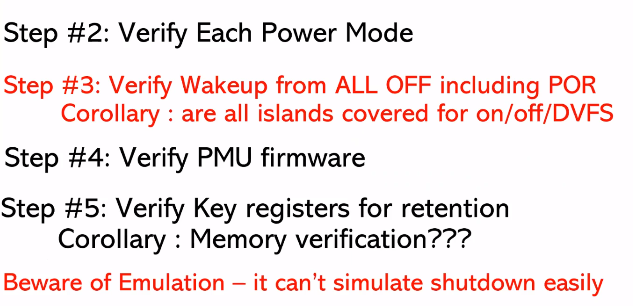 Step #2: Verify Each Power Mode
Step #3: Verify Wakeup from ALL OFF including POR
Corollary : are all islands covered for on/off/DVFS
Step #4: Verify PMU firmware
Step #5: Verify Key registers for retention
Corollary : Memory verification???
Beware of Emulation – it can't simulate shutdown easily